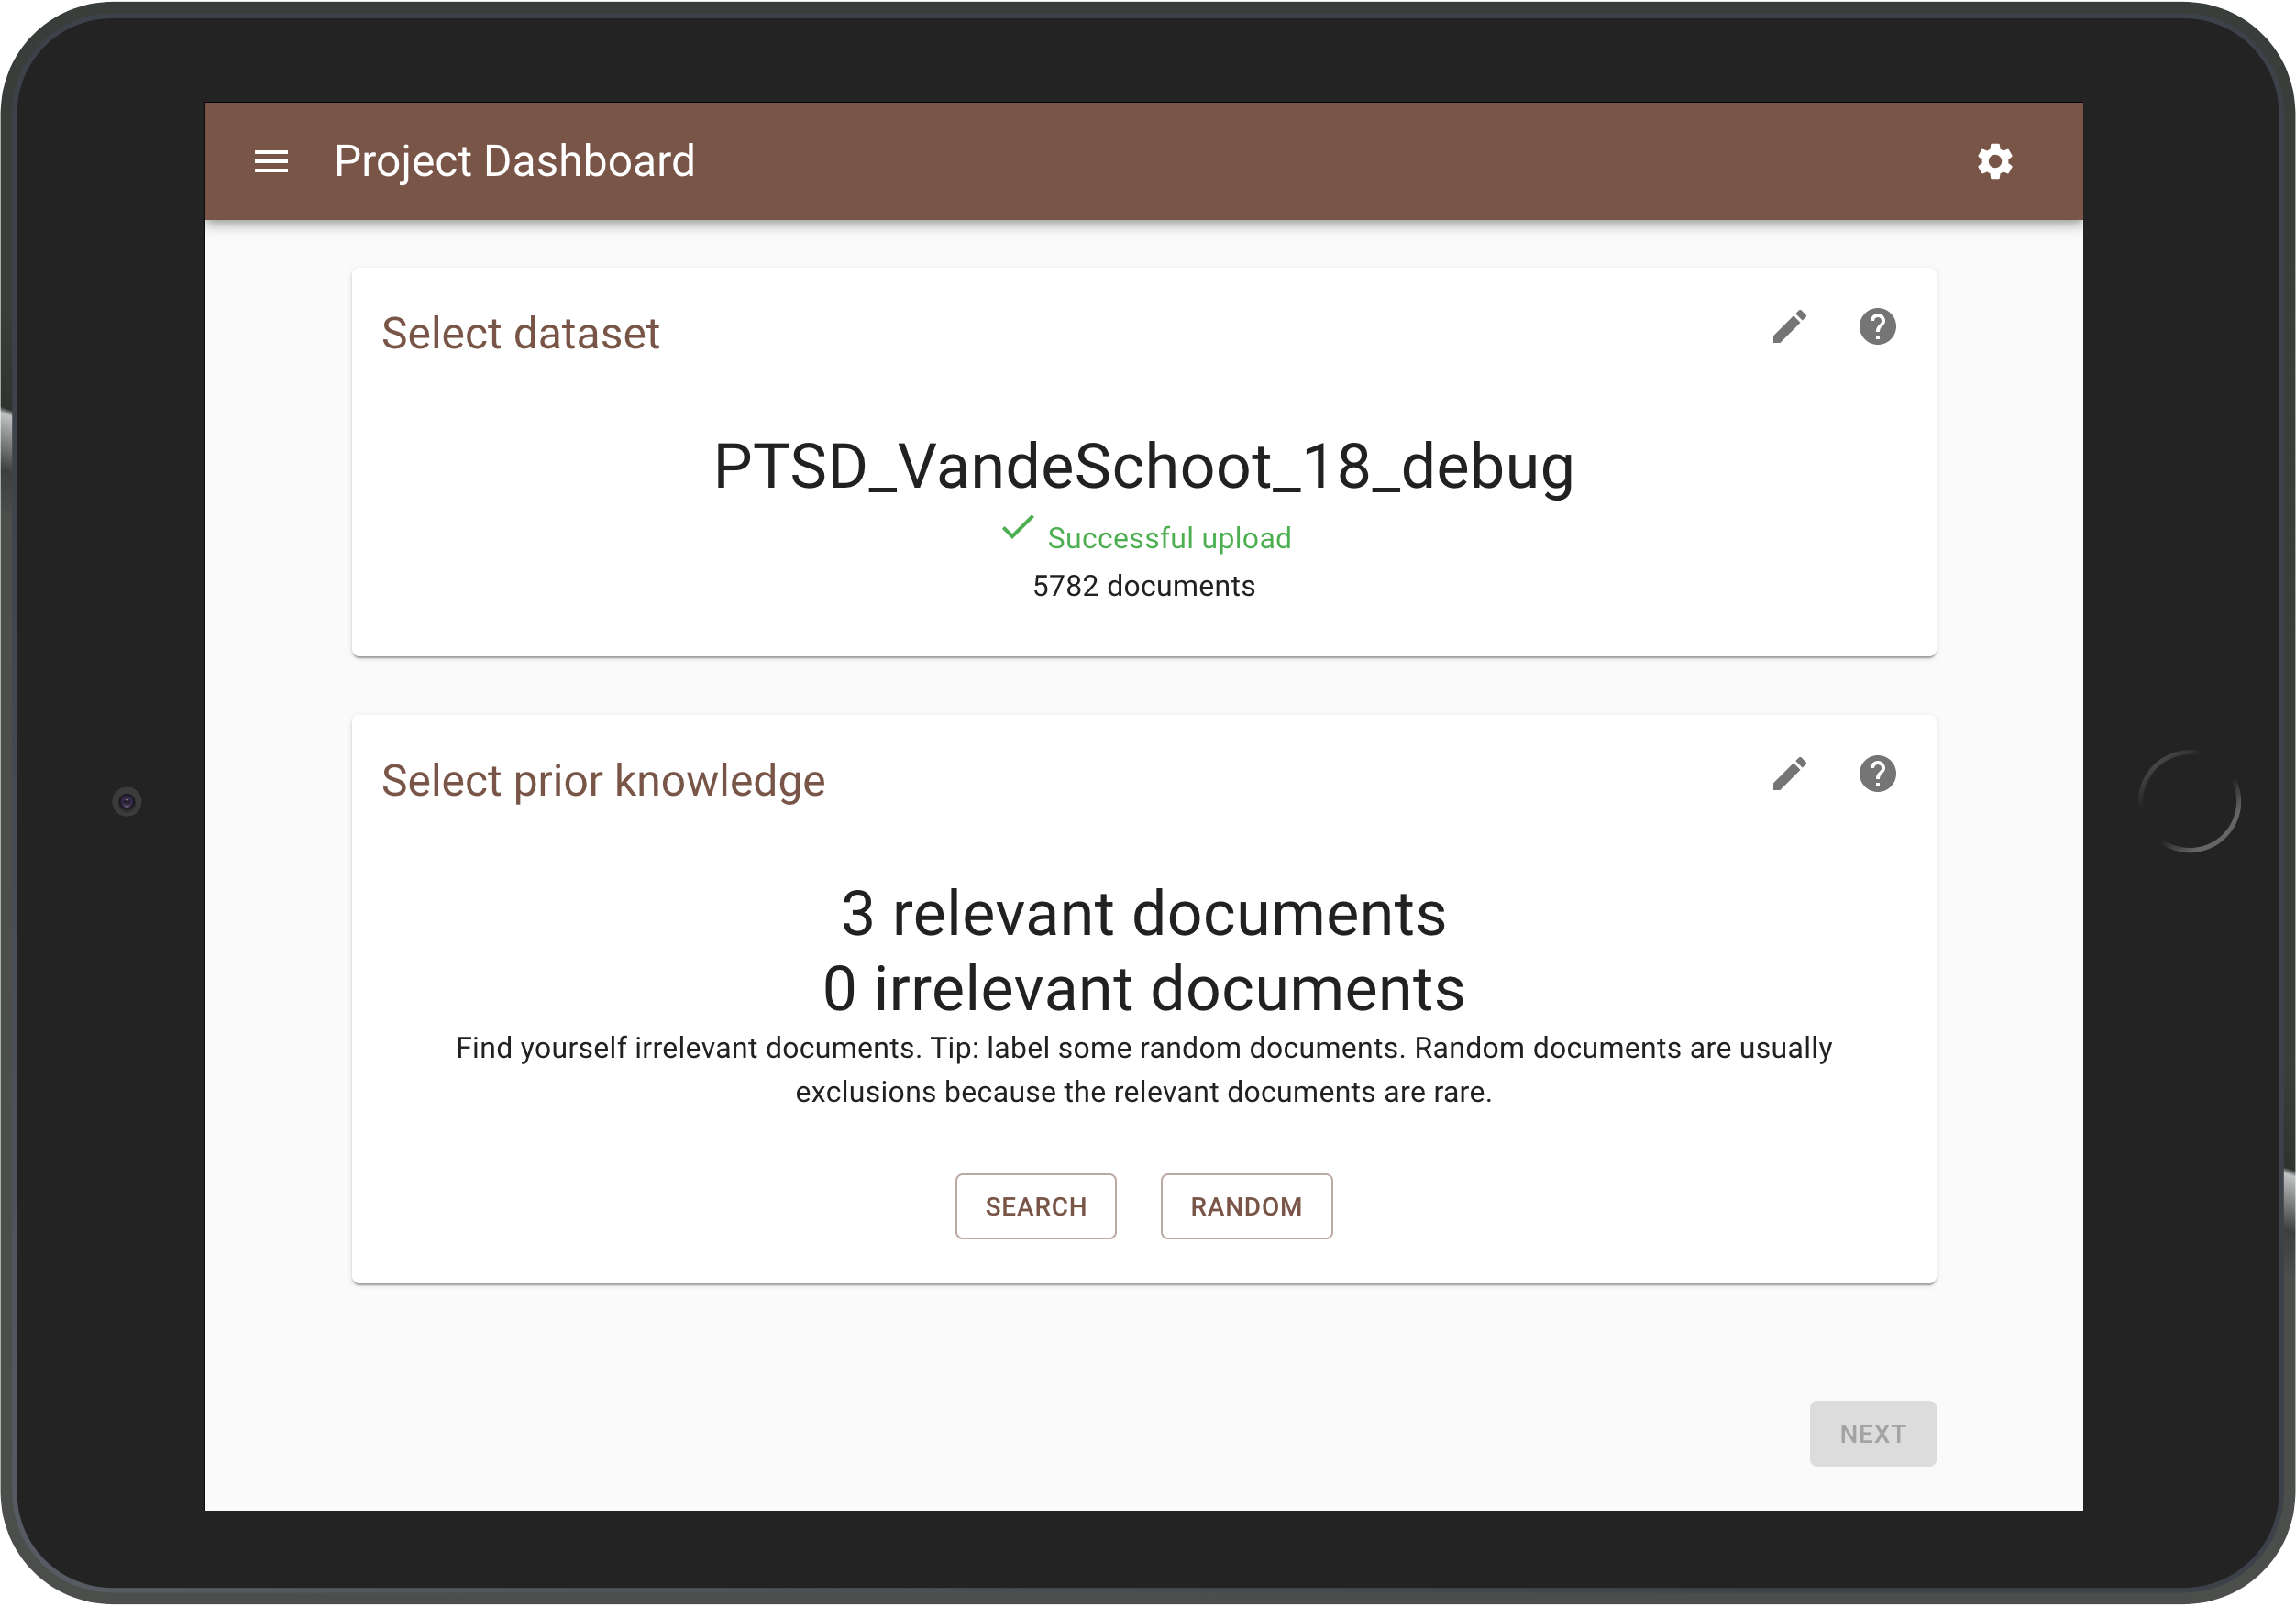 Project Dashboard
Select dataset
PTSD_VandeSchoot_18_debug
Successful upload
5782 documents
Select prior knowledge
3 relevant documents
0 irrelevant documents
Find yourself irrelevant documents. Tip: label some random documents. Random documents are usually
exclusions because the relevant documents are rare.
SEARCH RANDOM
NEXT